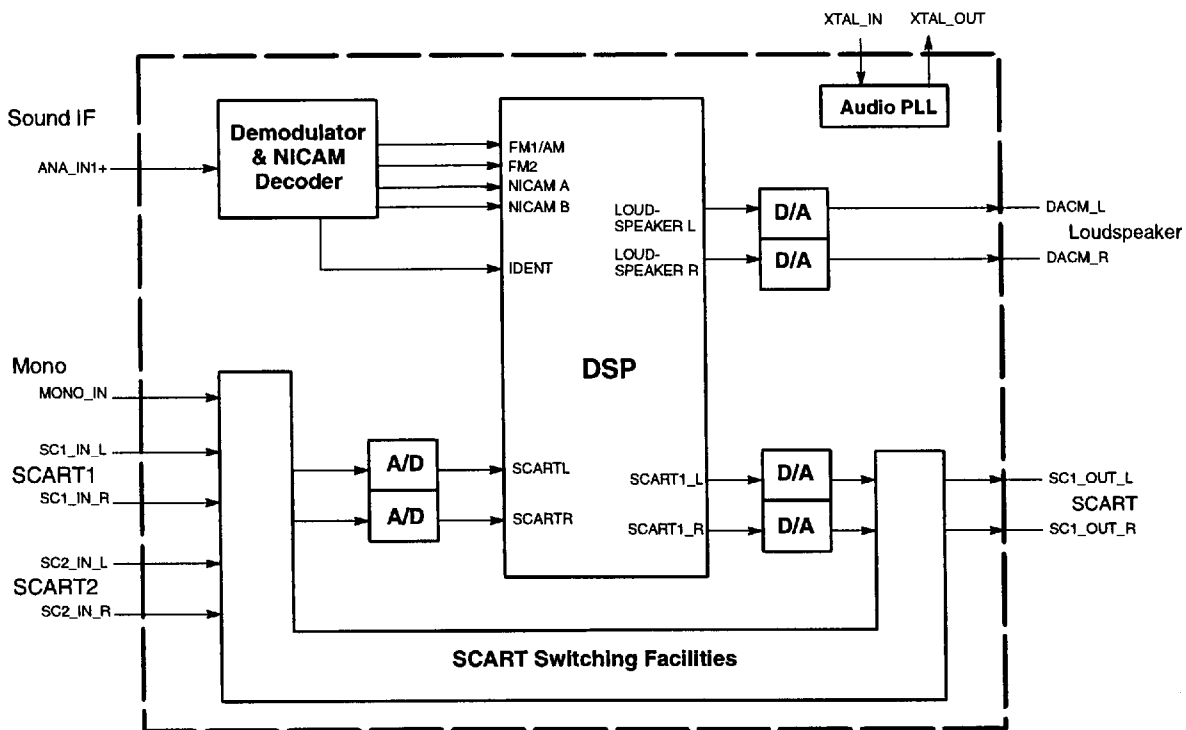 XTAL_IN
XTAL_OUT
Audio PLL
Sound IF
ANA_IN1+
Demodulator
& NICAM
Decoder
FM1/AM
FM2
NICAM A
NICAM B
IDENT
LOUD-
SPEAKER L
LOUD-
SPEAKER R
D/A
D/A
DACM_L
Loudspeaker
DACM_R
DSP
Mono
MONO_IN
SC1_IN_L
SCART1
SC1_IN_R
SC2_IN_L
SCART2
SC2_IN_R
A/D
A/D
SCARTL
SCARTR
SCART1_L
SCART1_R
D/A
D/A
SC1_OUT_L
SCART
SC1_OUT_R
SCART Switching Facilities